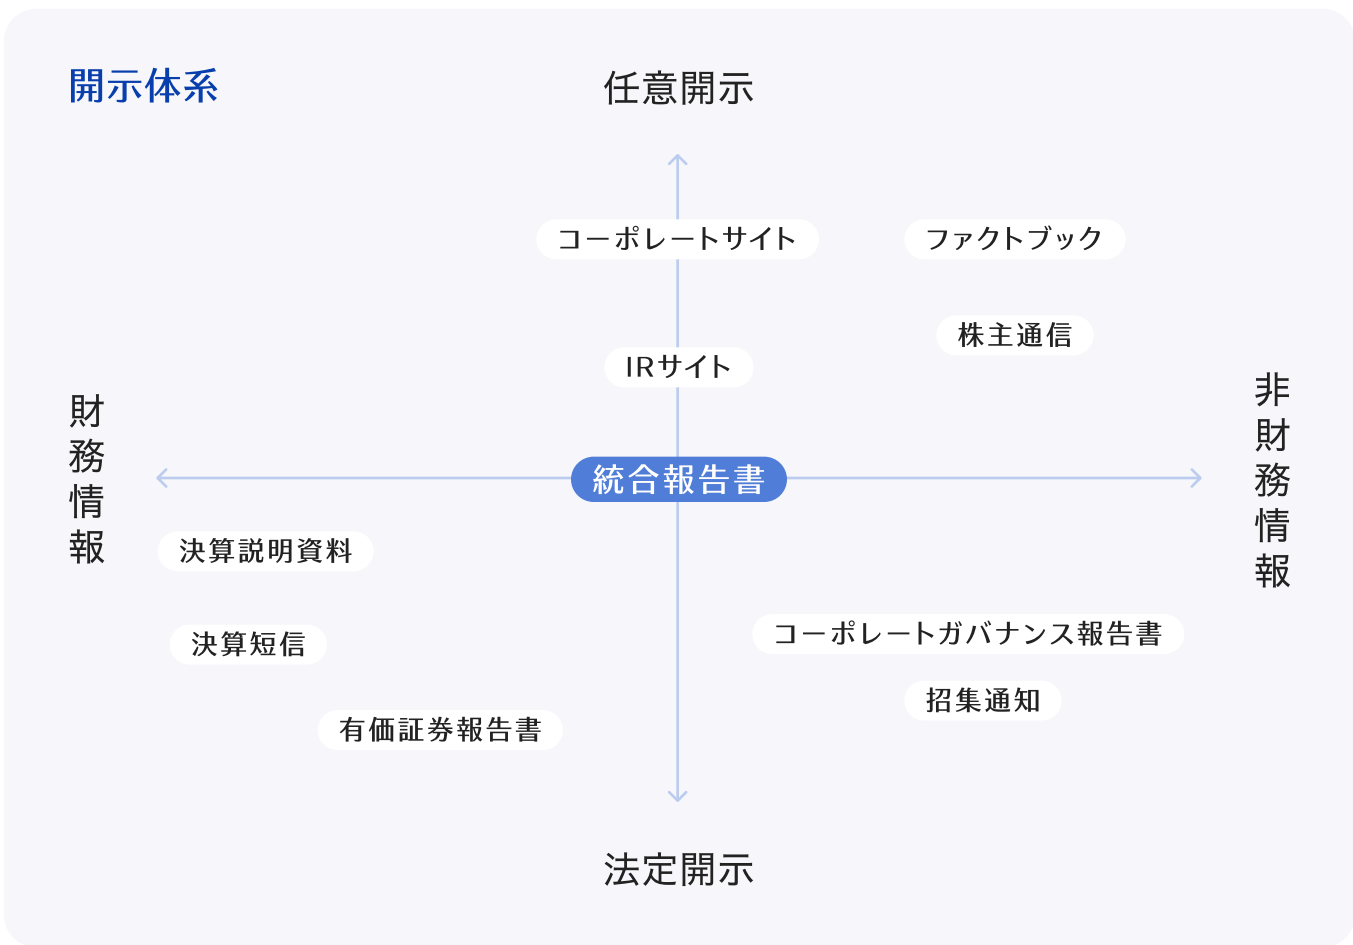 開示体系
任意開示
コーポレートサイト
ファクトブック
株主通信
IRサイト
財務情報
非財務情報
統合報告書
決算説明資料
決算短信
コーポレートガバナンス報告書
招集通知
有価証券報告書
法定開示